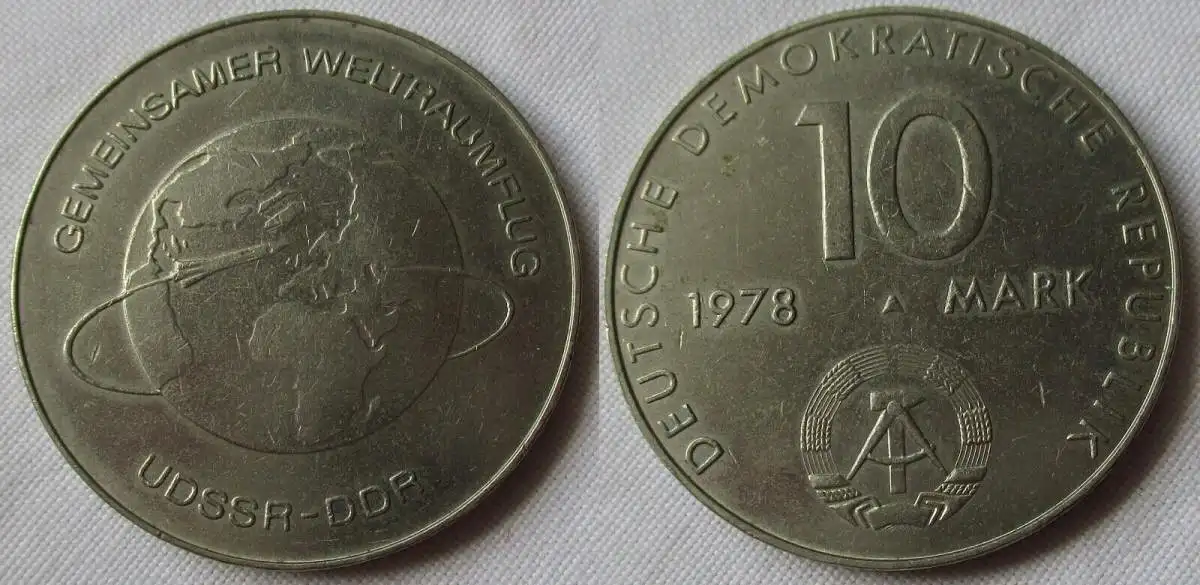 GEMEINSAMER WELTRAUMFLUG
UDSSR-DDR
DEUTSCHE DEMOKRATISCHE REPUBLIK
10
1978 A MARK